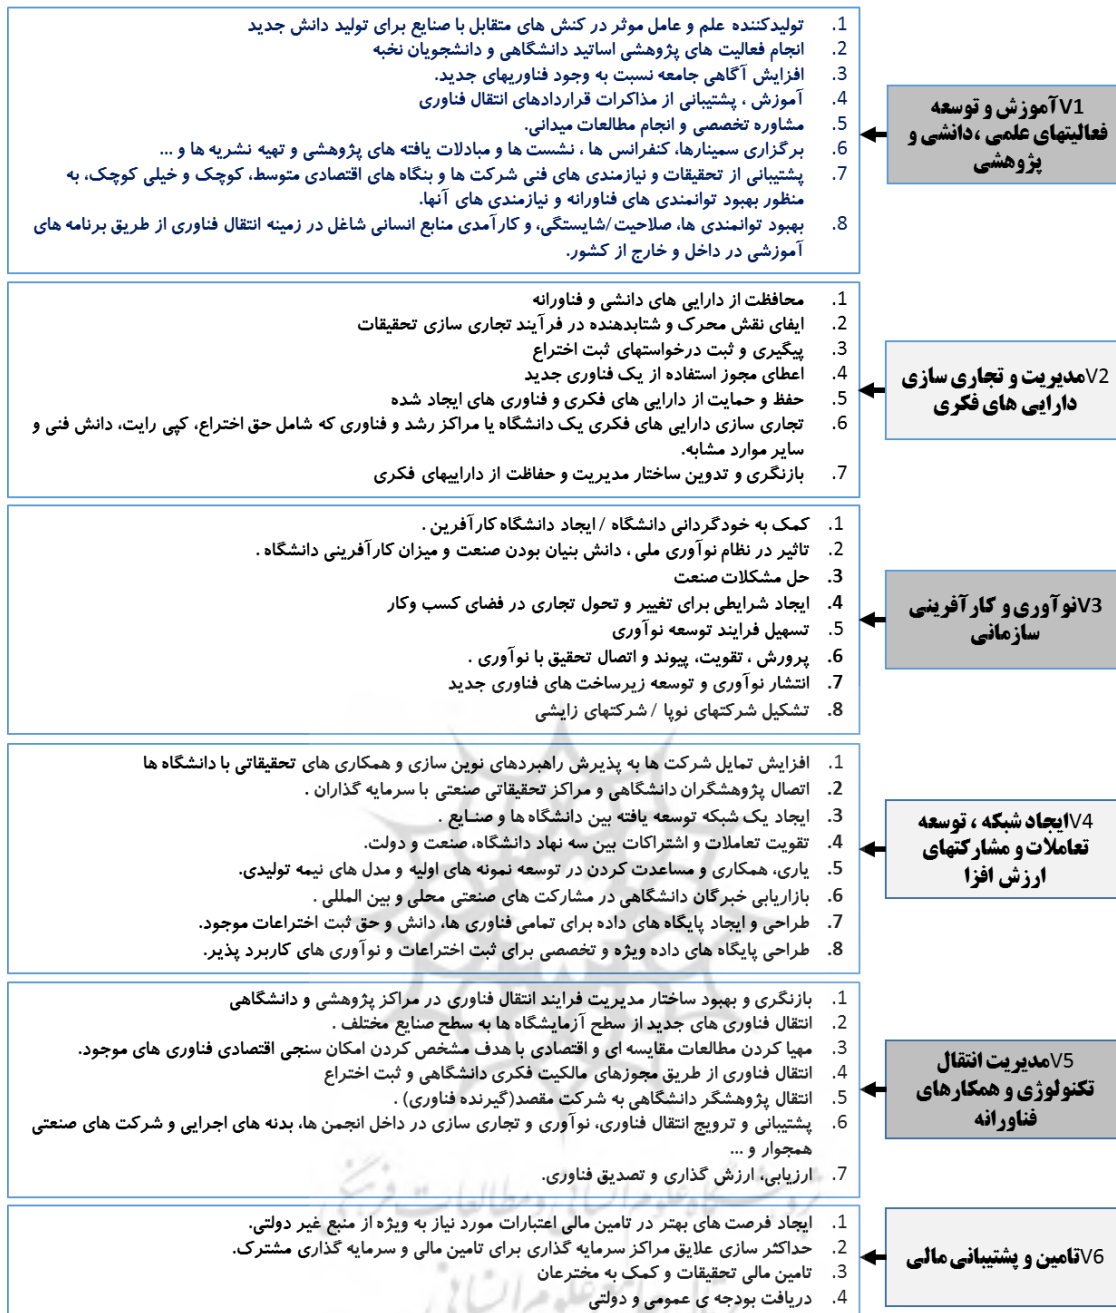 V1آموزش و توسعه
فعالیتهای علمی ،دانشی و
پژوهشی
1. تولیدکننده علم و عامل موثر در کنش های متقابل با صنایع برای تولید دانش جدید
2. انجام فعالیت های پژوهشی اساتید دانشگاهی و دانشجویان نخبه
3. افزایش آگاهی جامعه نسبت به وجود فناوریهای جدید.
4. آموزش ، پشتیبانی از مذاکرات قراردادهای انتقال فناوری
5. مشاوره تخصصی و انجام مطالعات میدانی.
6. برگزاری سمینارها، کنفرانس ها ، نشست ها و مبادلات یافته های پژوهشی و تهیه نشریه ها و ...
7. پشتیبانی از تحقیقات و نیازمندی های فنی شرکت ها و بنگاه های اقتصادی متوسط، کوچک و خیلی کوچک، به
منظور بهبود توانمندی های فناورانه و نیازمندی های آنها.
8. بهبود توانمندی ها، صلاحیت/شایستگی، و کارآمدی منابع انسانی شاغل در زمینه انتقال فناوری از طریق برنامه های
آموزشی در داخل و خارج از کشور.
V2مدیریت و تجاری سازی
دارایی های فکری
1. محافظت از دارایی های دانشی و فناورانه
2. ایفای نقش محرک و شتابدهنده در فرآیند تجاری سازی تحقیقات
3. پیگیری و ثبت درخواستهای ثبت اختراع
4. اعطای مجوز استفاده از یک فناوری جدید
5. حفظ و حمایت از دارایی های فکری و فناوری های ایجاد شده
6. تجاری سازی دارایی های فکری یک دانشگاه یا مراکز رشد و فناوری که شامل حق اختراع، کپی رایت، دانش فنی و
سایر موارد مشابه.
7. بازنگری و تدوین ساختار مدیریت و حفاظت از داراییهای فکری
V3نوآوری و کارآفرینی
سازمانی
1. کمک به خودگردانی دانشگاه / ایجاد دانشگاه کارآفرین .
2. تاثیر در نظام نوآوری ملی ، دانش بنیان بودن صنعت و میزان کارآفرینی دانشگاه .
3. حل مشکلات صنعت
4. ایجاد شرایطی برای تغییر و تحول تجاری در فضای کسب وکار
5. تسهیل فرایند توسعه نوآوری
6. پرورش ، تقویت، پیوند و اتصال تحقیق با نوآوری .
7. انتشار نوآوری و توسعه زیرساخت های فناوری جدید
8. تشکیل شرکتهای نوپا / شرکتهای زایشی
V4ایجاد شبکه ، توسعه
تعاملات و مشارکتهای
ارزش افزا
1. افزایش تمایل شرکت ها به پذیرش راهبردهای نوین سازی و همکاری های تحقیقاتی با دانشگاه ها
2. اتصال پژوهشگران دانشگاهی و مراکز تحقیقاتی صنعتی با سرمایه گذاران .
3. ایجاد یک شبکه توسعه یافته بین دانشگاه ها و صنـایع .
4. تقویت تعاملات و اشتراکات بین سه نهاد دانشگاه، صنعت و دولت.
5. یاری، همکاری و مساعدت کردن در توسعه نمونه های اولیه و مدل های نیمه تولیدی.
6. بازاریابی خبرگان دانشگاهی در مشارکت های صنعتی محلی و بین المللی .
7. طراحی و ایجاد پایگاه های داده برای تمامی فناوری ها، دانش و حق ثبت اختراعات موجود.
8. طراحی پایگاه های داده ویژه و تخصصی برای ثبت اختراعات و نوآوری های کاربرد پذیر.
V5مدیریت انتقال
تکنولوژی و همکارهای
فناورانه
1. بازنگری و بهبود ساختار مدیریت فرایند انتقال فناوری در مراکز پژوهشی و دانشگاهی
2. انتقال فناوری های جدید از سطح آزمایشگاه ها به سطح صنایع مختلف .
3. مهیا کردن مطالعات مقایسه ای و اقتصادی با هدف مشخص کردن امکان سنجی اقتصادی فناوری های موجود.
4. انتقال فناوری از طریق مجوزهای مالکیت فکری دانشگاهی و ثبت اختراع
5. انتقال پژوهشگر دانشگاهی به شرکت مقصد(گیرنده فناوری) .
6. پشتیبانی و ترویج انتقال فناوری، نوآوری و تجاری سازی در داخل انجمن ها، بدنه های اجرایی و شرکت های صنعتی
همجوار و ...
7. ارزیابی، ارزش گذاری و تصدیق فناوری.
V6تامین و پشتیبانی مالی
1. ایجاد فرصت های بهتر در تامین مالی اعتبارات مورد نیاز به ویژه از منبع غیر دولتی.
2. حداکثر سازی علایق مراکز سرمایه گذاری برای تامین مالی و سرمایه گذاری مشترک.
3. تامین مالی تحقیقات و کمک به مخترعان
4. دریافت بودجه ی عمومی و دولتی
پژوهشگاه علوم انسانی و مطالعات فرهنگی